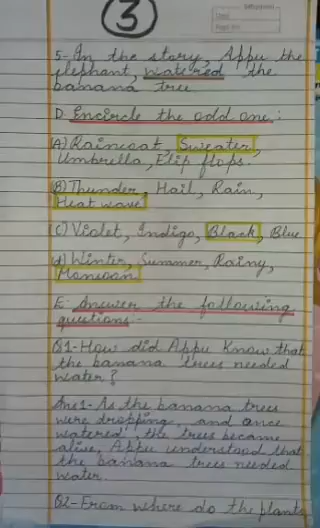 3
5- In the story, Appu the
elephant, watered the
banana tree
D. Encircle the odd one :
(A) Raincoat, Sweater,
Umbrella, Flip flops.
(B) Thunder, Hail, Rain,
Heat wave
(C) Violet, Indigo, Black, Blue
(d) Winter, Summer, Rainy,
Monsoon
E. Answer the following
questions :-
Q1- How did Appu Know that
the banana trees needed
water?
Ans1- As the banana trees
were dropping, and once
watered, the trees became
alive, Appu understood that
the banana trees needed
water.
Q2- From where do the plants